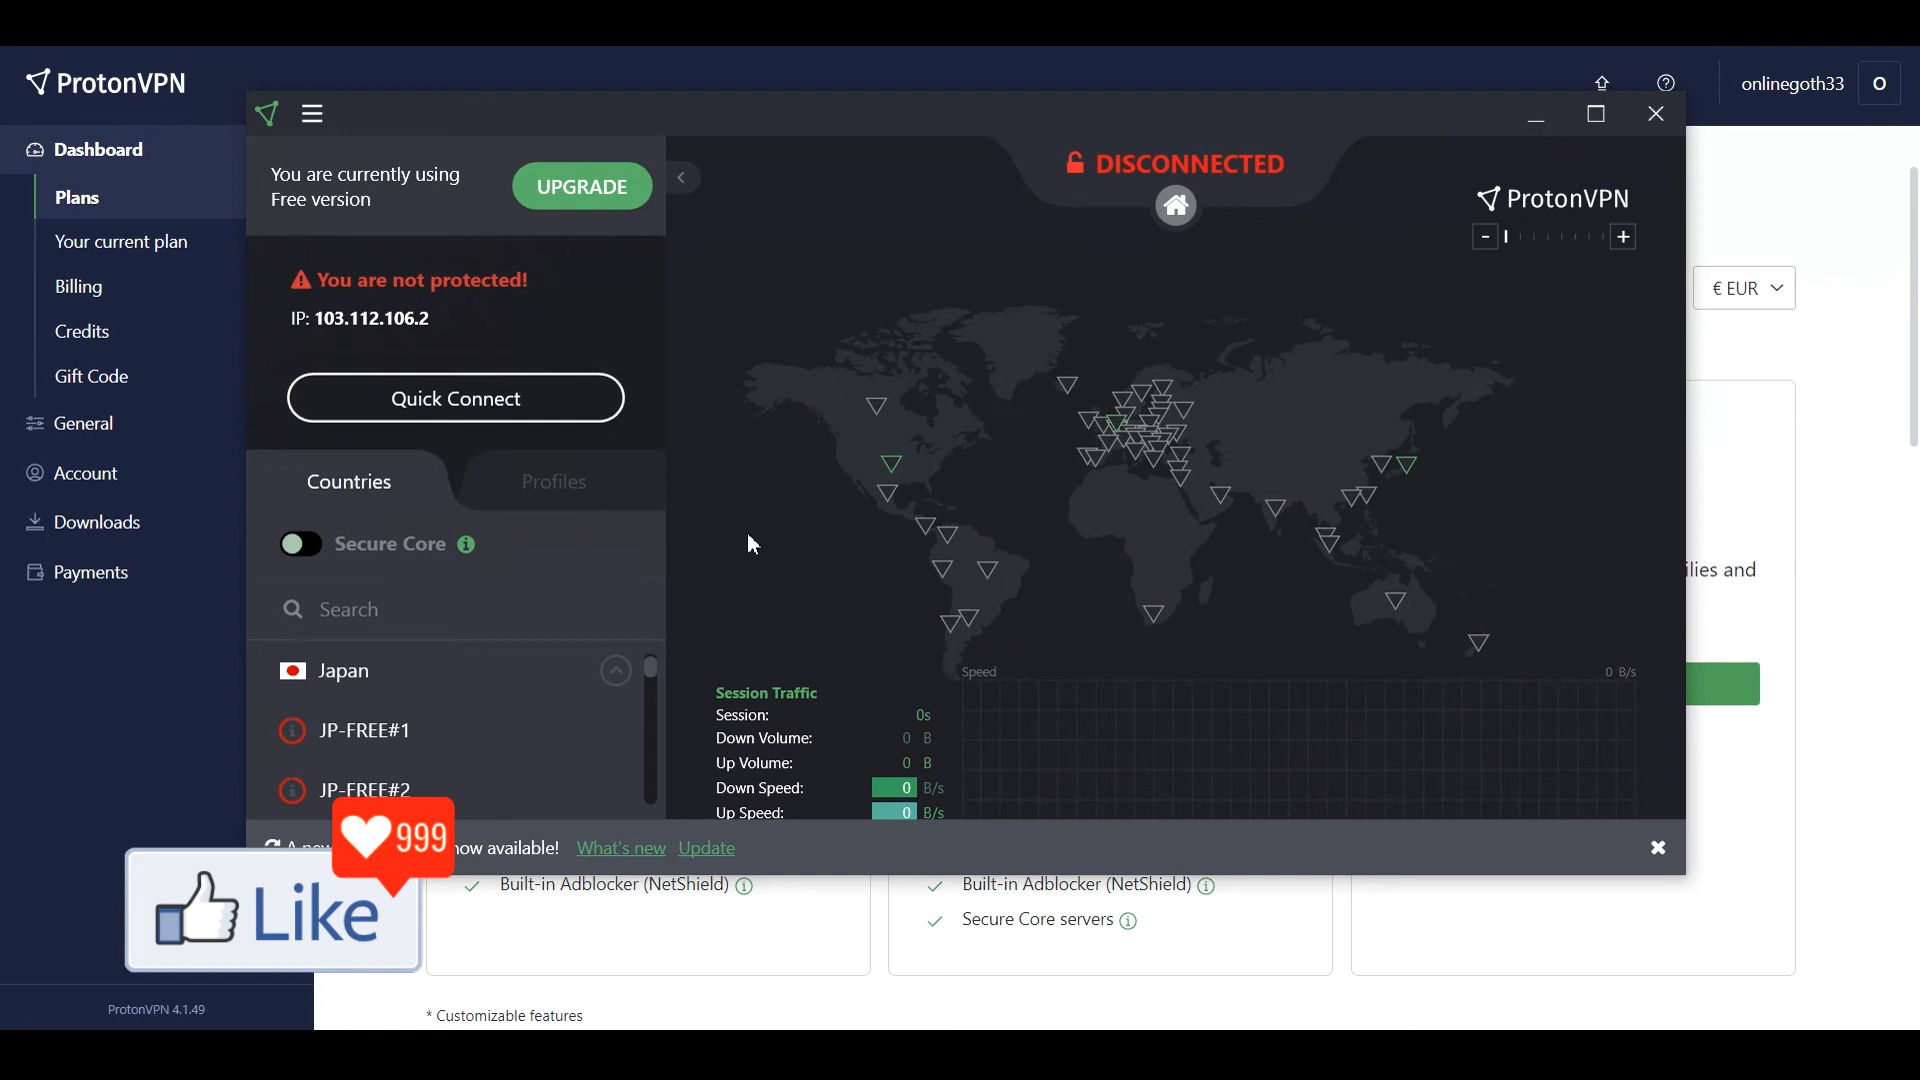 ProtonVPN
onlinegoth33
O
Dashboard
Plans
Your current plan
Billing
Credits
Gift Code
General
Account
Downloads
Payments
ProtonVPN 4.1.49
You are currently using
Free version
UPGRADE
You are not protected!
IP: 103.112.106.2
Quick Connect
Countries
Profiles
Secure Core
Search
Japan
JP-FREE#1
JP-FREE#2
DISCONNECTED
ProtonVPN
- +
Speed
0 B/s
Session Traffic
Session: 0s
Down Volume: 0 B
Up Volume: 0 B
Down Speed: 0 B/s
Up Speed: 0 B/s
A new now available! What's new Update
999
Like
€ EUR
lies and
Built-in Adblocker (NetShield)
Built-in Adblocker (NetShield)
Secure Core servers
* Customizable features